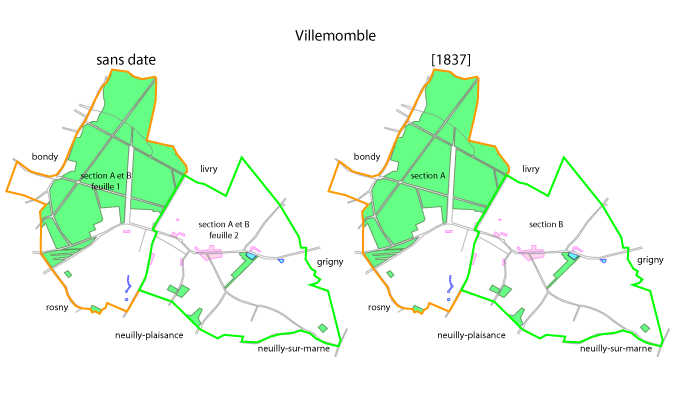 Villemomble
sans date
[1837]
bondy
livry
section A et B
feuille 1
section A et B
feuille 2
grigny
rosny
neuilly-plaisance
neuilly-sur-marne
bondy
livry
section A
section B
grigny
rosny
neuilly-plaisance
neuilly-sur-marne